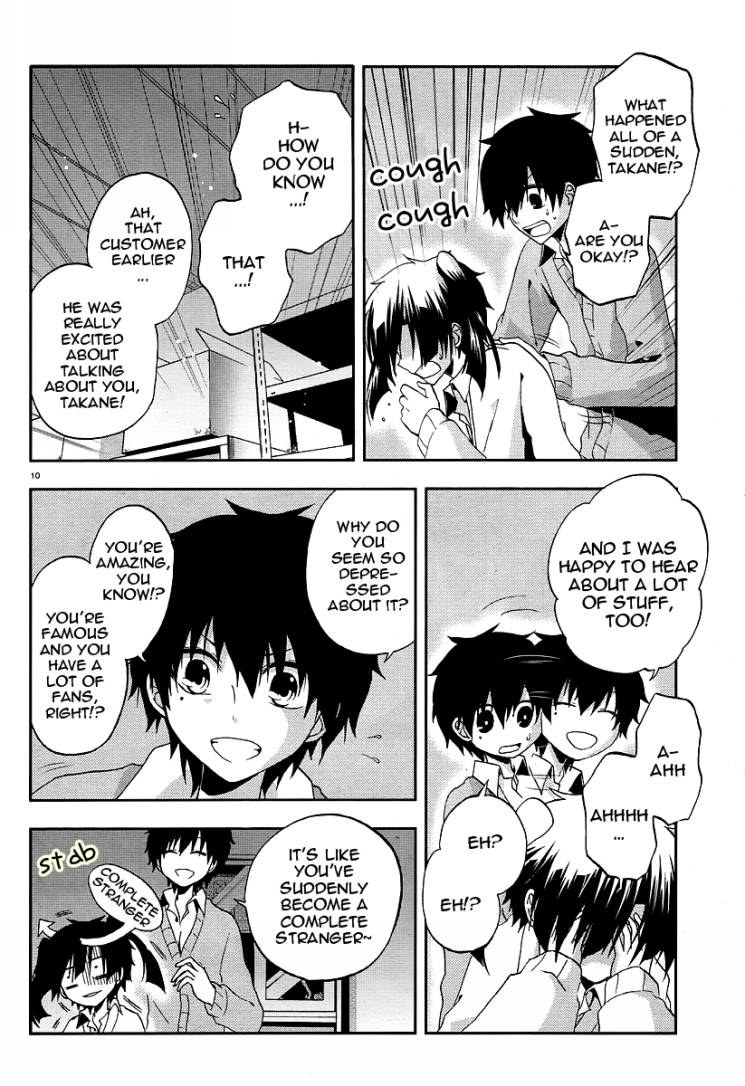 cough
cough
WHAT
HAPPENED
ALL OF A
SUDDEN,
TAKANE!?
A-
ARE YOU
OKAY!?
H-
HOW
DO YOU
KNOW
...!
THAT
...!
AH,
THAT
CUSTOMER
EARLIER
...
HE WAS
REALLY
EXCITED
ABOUT
TALKING
ABOUT YOU,
TAKANE!
10
AND I WAS
HAPPY TO HEAR
ABOUT A LOT
OF STUFF,
TOO!
A-
AHH
AHHHH
...
EH?
EH!?
WHY DO
YOU
SEEM SO
DEPRE-
SSED
ABOUT IT?
YOU'RE
AMAZING,
YOU
KNOW!?
YOU'RE
FAMOUS
AND YOU
HAVE A
LOT OF
FANS,
RIGHT!?
IT'S LIKE
YOU'VE
SUDDENLY
BECOME A
COMPLETE
STRANGER~
stab
COMPLETE
STRANGER